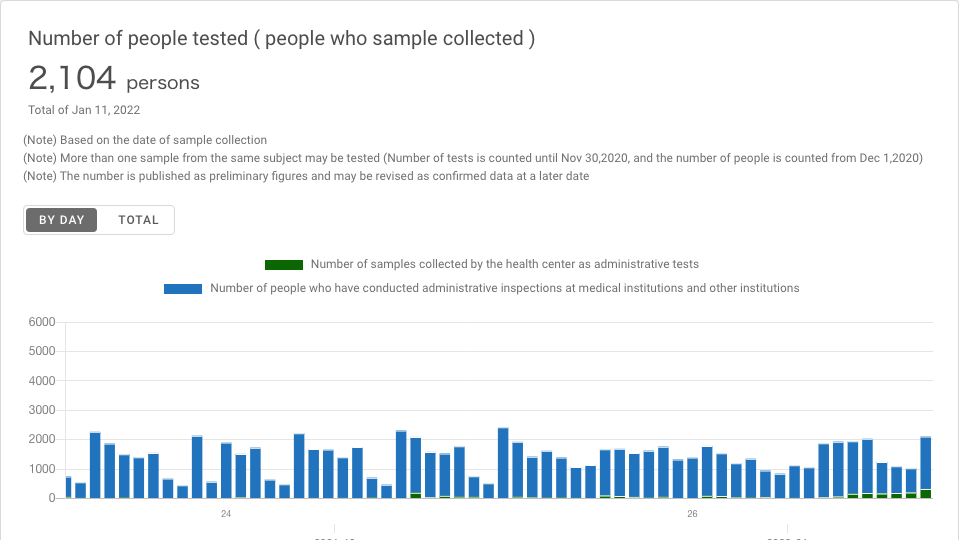 Number of people tested ( people who sample collected )
2,104 persons
Total of Jan 11, 2022
(Note) Based on the date of sample collection
(Note) More than one sample from the same subject may be tested (Number of tests is counted until Nov 30,2020, and the number of people is counted from Dec 1,2020)
(Note) The number is published as preliminary figures and may be revised as confirmed data at a later date
BY DAY TOTAL
Number of samples collected by the health center as administrative tests
Number of people who have conducted administrative inspections at medical institutions and other institutions
6000
5000
4000
3000
2000
1000
0
24 26